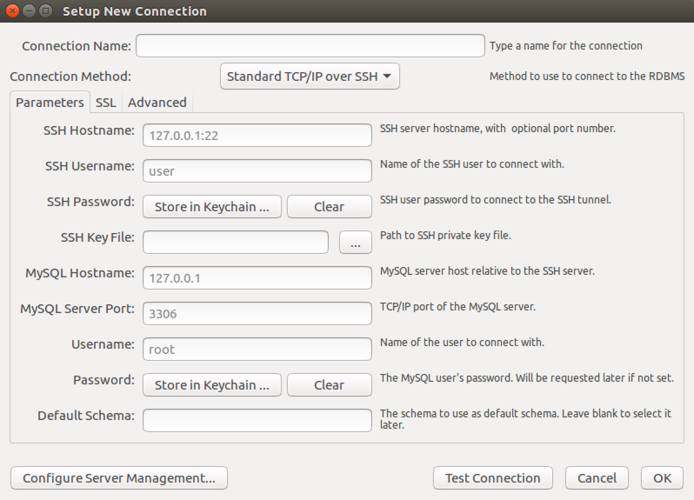 Setup New Connection
Connection Name: Type a name for the connection
Connection Method: Standard TCP/IP over SSH Method to use to connect to the RDBMS
Parameters SSL Advanced
SSH Hostname: 127.0.0.1:22 SSH server hostname, with optional port number.
SSH Username: user Name of the SSH user to connect with.
SSH Password: Store in Keychain ... Clear SSH user password to connect to the SSH tunnel.
SSH Key File: ... Path to SSH private key file.
MySQL Hostname: 127.0.0.1 MySQL server host relative to the SSH server.
MySQL Server Port: 3306 TCP/IP port of the MySQL server.
Username: root Name of the user to connect with.
Password: Store in Keychain ... Clear The MySQL user's password. Will be requested later if not set.
Default Schema: The schema to use as default schema. Leave blank to select it
later.
Configure Server Management... Test Connection Cancel OK